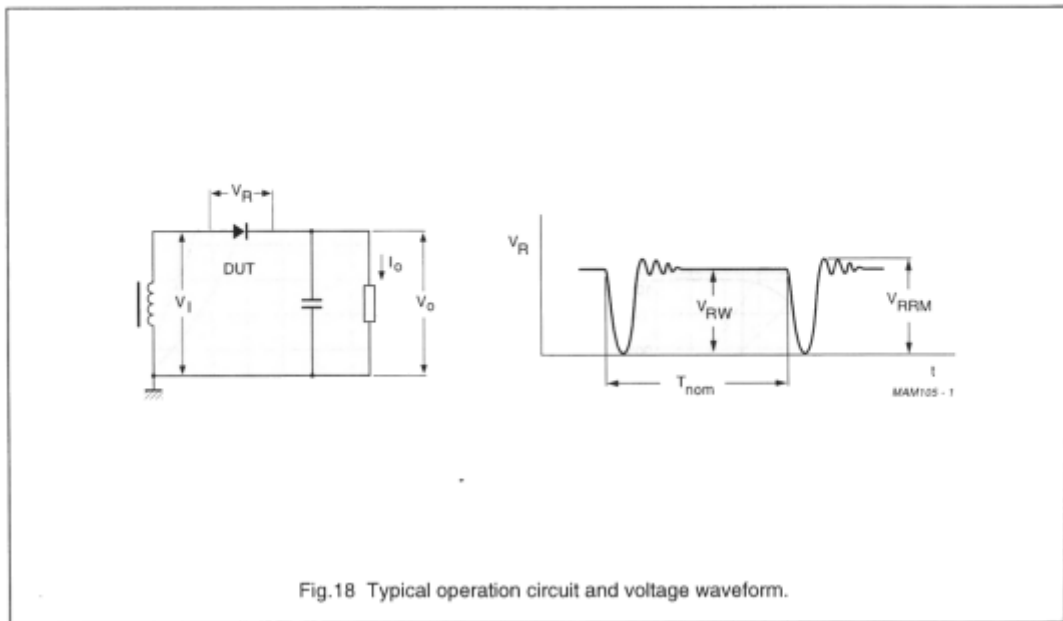 V_R
DUT
V_I
I_o
V_o
V_R
V_RW
V_RRM
T_nom
t
MAM105 - 1
Fig.18 Typical operation circuit and voltage waveform.